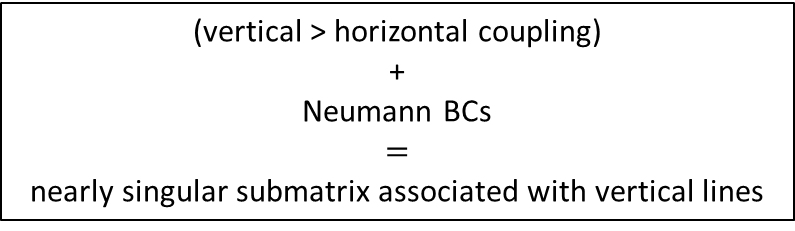 (vertical > horizontal coupling)
+
Neumann BCs
=
nearly singular submatrix associated with vertical lines